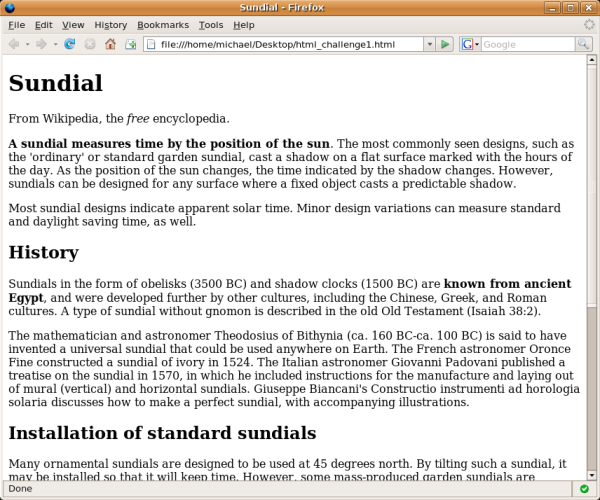 Sundial - Firefox
File Edit View History Bookmarks Tools Help
file:///home/michael/Desktop/html_challenge1.html
G Google
Sundial
From Wikipedia, the free encyclopedia.
A sundial measures time by the position of the sun. The most commonly seen designs, such as
the 'ordinary' or standard garden sundial, cast a shadow on a flat surface marked with the hours of
the day. As the position of the sun changes, the time indicated by the shadow changes. However,
sundials can be designed for any surface where a fixed object casts a predictable shadow.
Most sundial designs indicate apparent solar time. Minor design variations can measure standard
and daylight saving time, as well.
History
Sundials in the form of obelisks (3500 BC) and shadow clocks (1500 BC) are known from ancient
Egypt, and were developed further by other cultures, including the Chinese, Greek, and Roman
cultures. A type of sundial without gnomon is described in the old Old Testament (Isaiah 38:2).
The mathematician and astronomer Theodosius of Bithynia (ca. 160 BC-ca. 100 BC) is said to have
invented a universal sundial that could be used anywhere on Earth. The French astronomer Oronce
Fine constructed a sundial of ivory in 1524. The Italian astronomer Giovanni Padovani published a
treatise on the sundial in 1570, in which he included instructions for the manufacture and laying out
of mural (vertical) and horizontal sundials. Giuseppe Biancani's Constructio instrumenti ad horologia
solaria discusses how to make a perfect sundial, with accompanying illustrations.
Installation of standard sundials
Many ornamental sundials are designed to be used at 45 degrees north. By tilting such a sundial, it
may be installed so that it will keep time. However, some mass-produced garden sundials are
Done